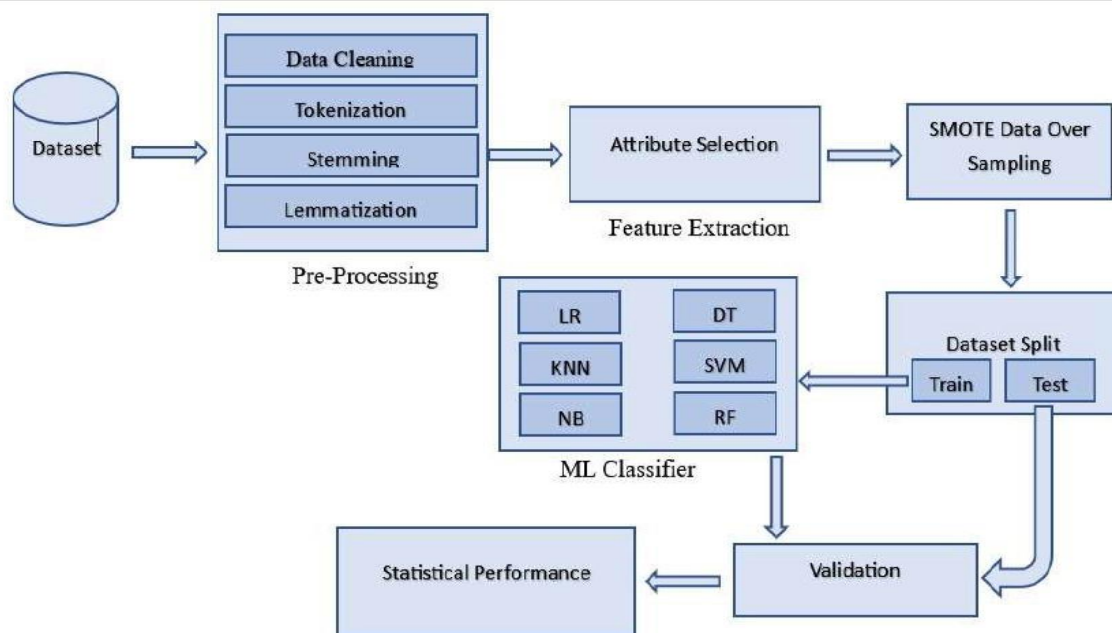 Dataset
Data Cleaning
Tokenization
Stemming
Lemmatization
Pre-Processing
Attribute Selection
Feature Extraction
SMOTE Data Over
Sampling
Dataset Split
Train
Test
LR
DT
KNN
SVM
NB
RF
ML Classifier
Validation
Statistical Performance